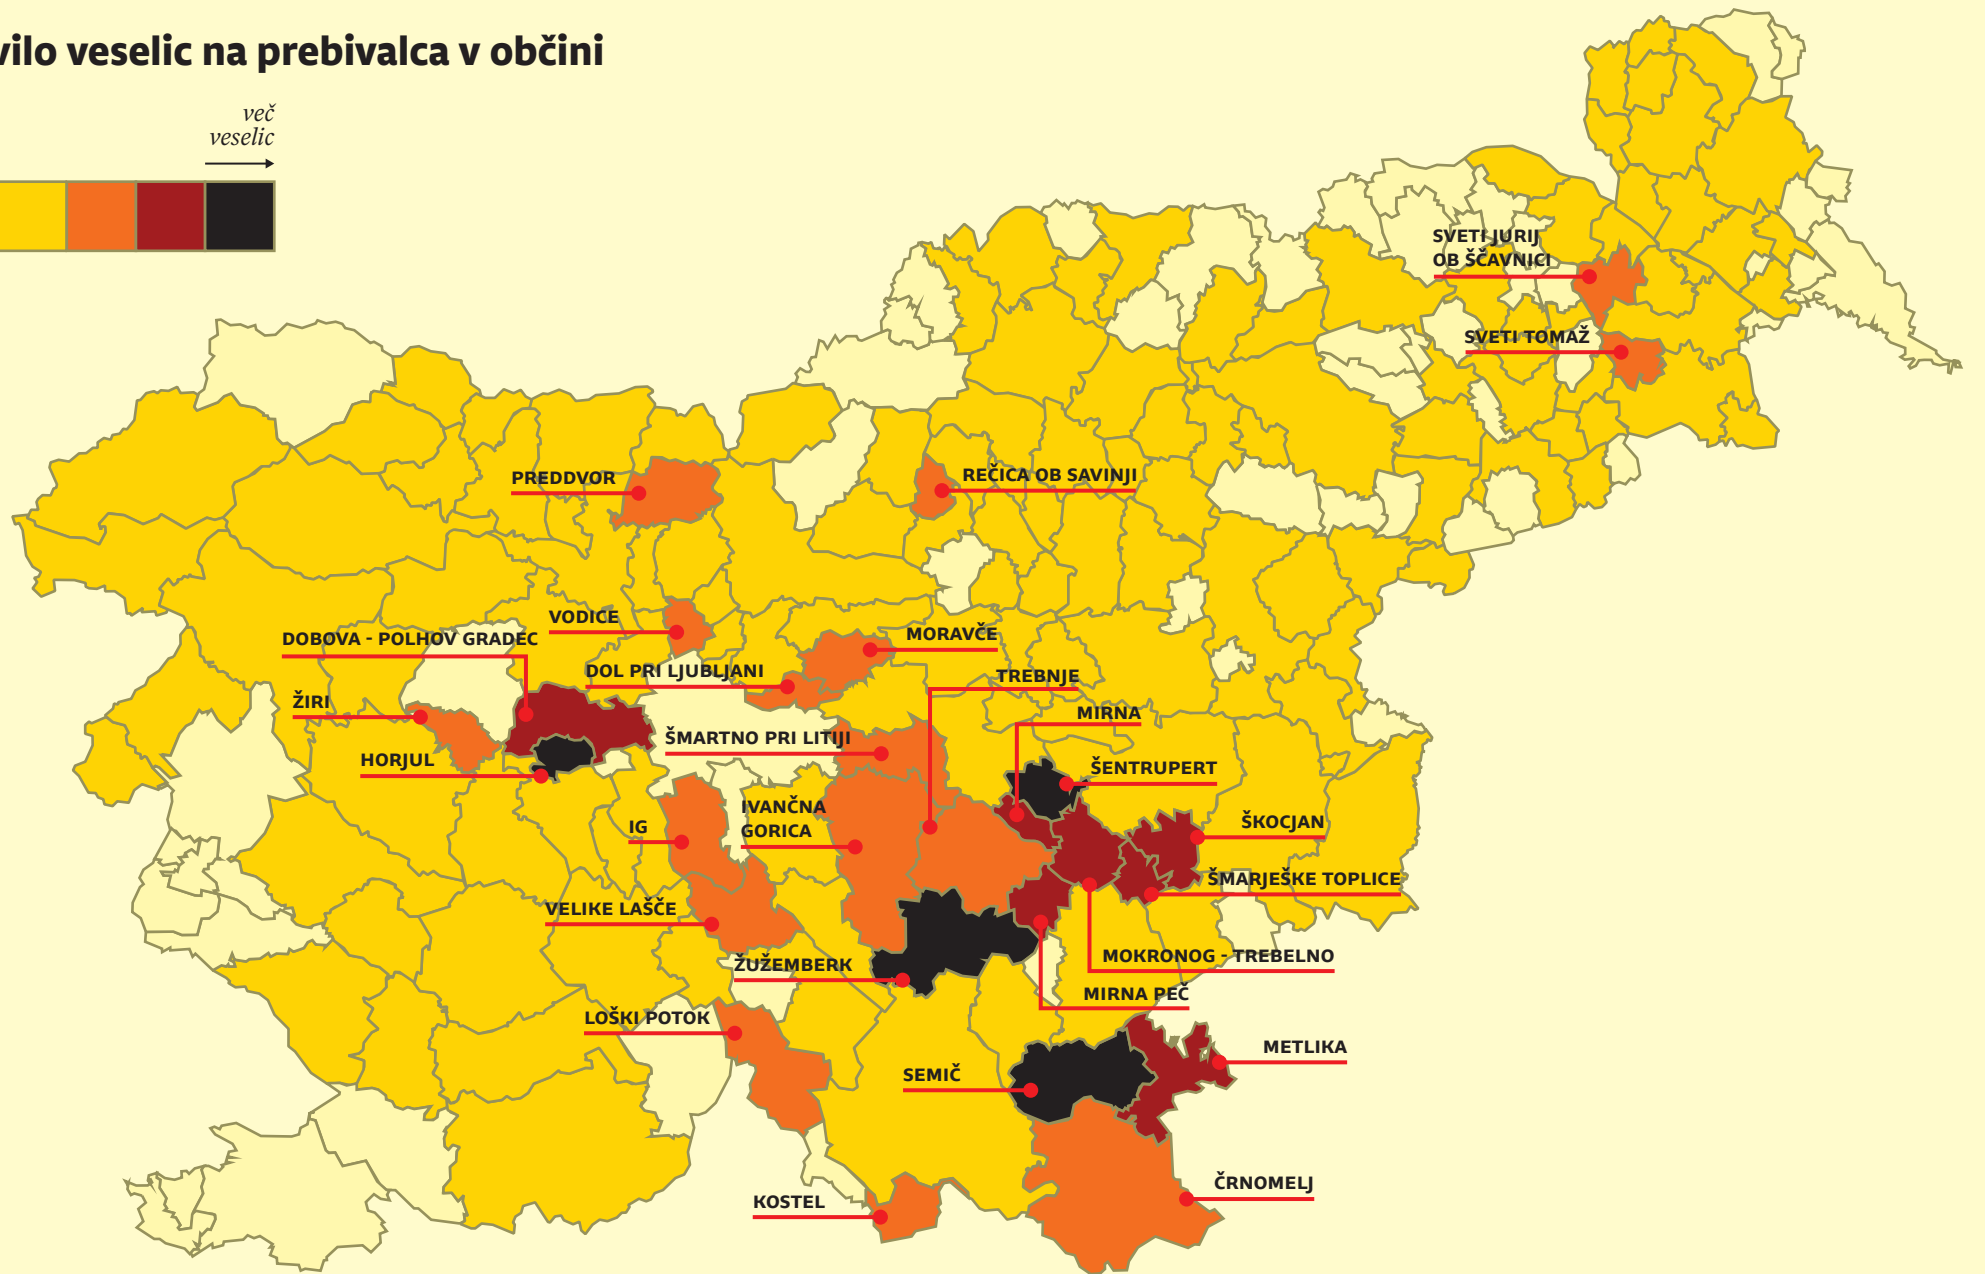 vilo veselic na prebivalca v občini
več
veselic
SVETI JURIJ
OB ŠČAVNICI
SVETI TOMAŽ
PREDDVOR
REČICA OB SAVINJI
VODICE
DOBOVA - POLHOV GRADEC
MORAVČE
DOL PRI LJUBLJANI
TREBNJE
ŽIRI
MIRNA
ŠMARTNO PRI LITIJI
HORJUL
ŠENTRUPERT
IVANČNA
GORICA
IG
ŠKOCJAN
ŠMARJEŠKE TOPLICE
VELIKE LAŠČE
MOKRONOG - TREBELNO
ŽUŽEMBERK
MIRNA PEČ
LOŠKI POTOK
METLIKA
SEMIČ
ČRNOMELJ
KOSTEL